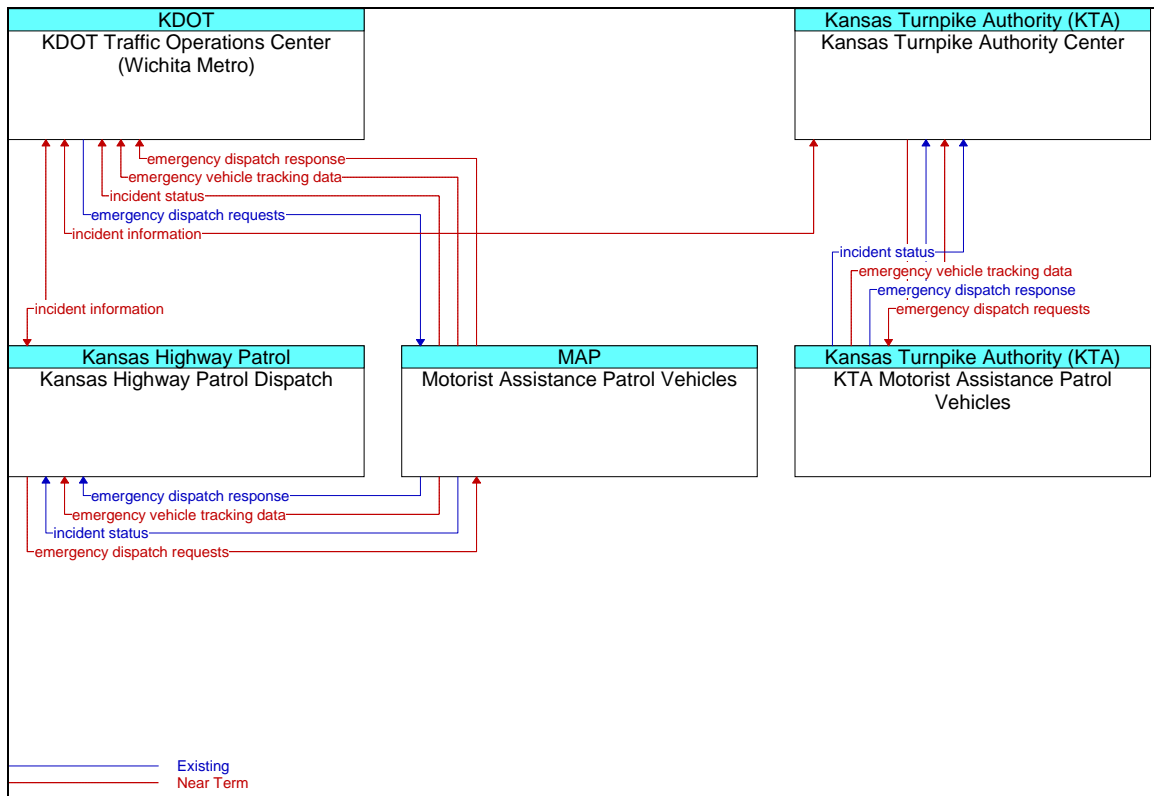 KDOT
KDOT Traffic Operations Center
(Wichita Metro)
Kansas Turnpike Authority (KTA)
Kansas Turnpike Authority Center
emergency dispatch response
emergency vehicle tracking data
incident status
emergency dispatch requests
incident information
incident status
emergency vehicle tracking data
emergency dispatch response
emergency dispatch requests
incident information
Kansas Highway Patrol
Kansas Highway Patrol Dispatch
MAP
Motorist Assistance Patrol Vehicles
Kansas Turnpike Authority (KTA)
KTA Motorist Assistance Patrol
Vehicles
emergency dispatch response
emergency vehicle tracking data
incident status
emergency dispatch requests
Existing
Near Term